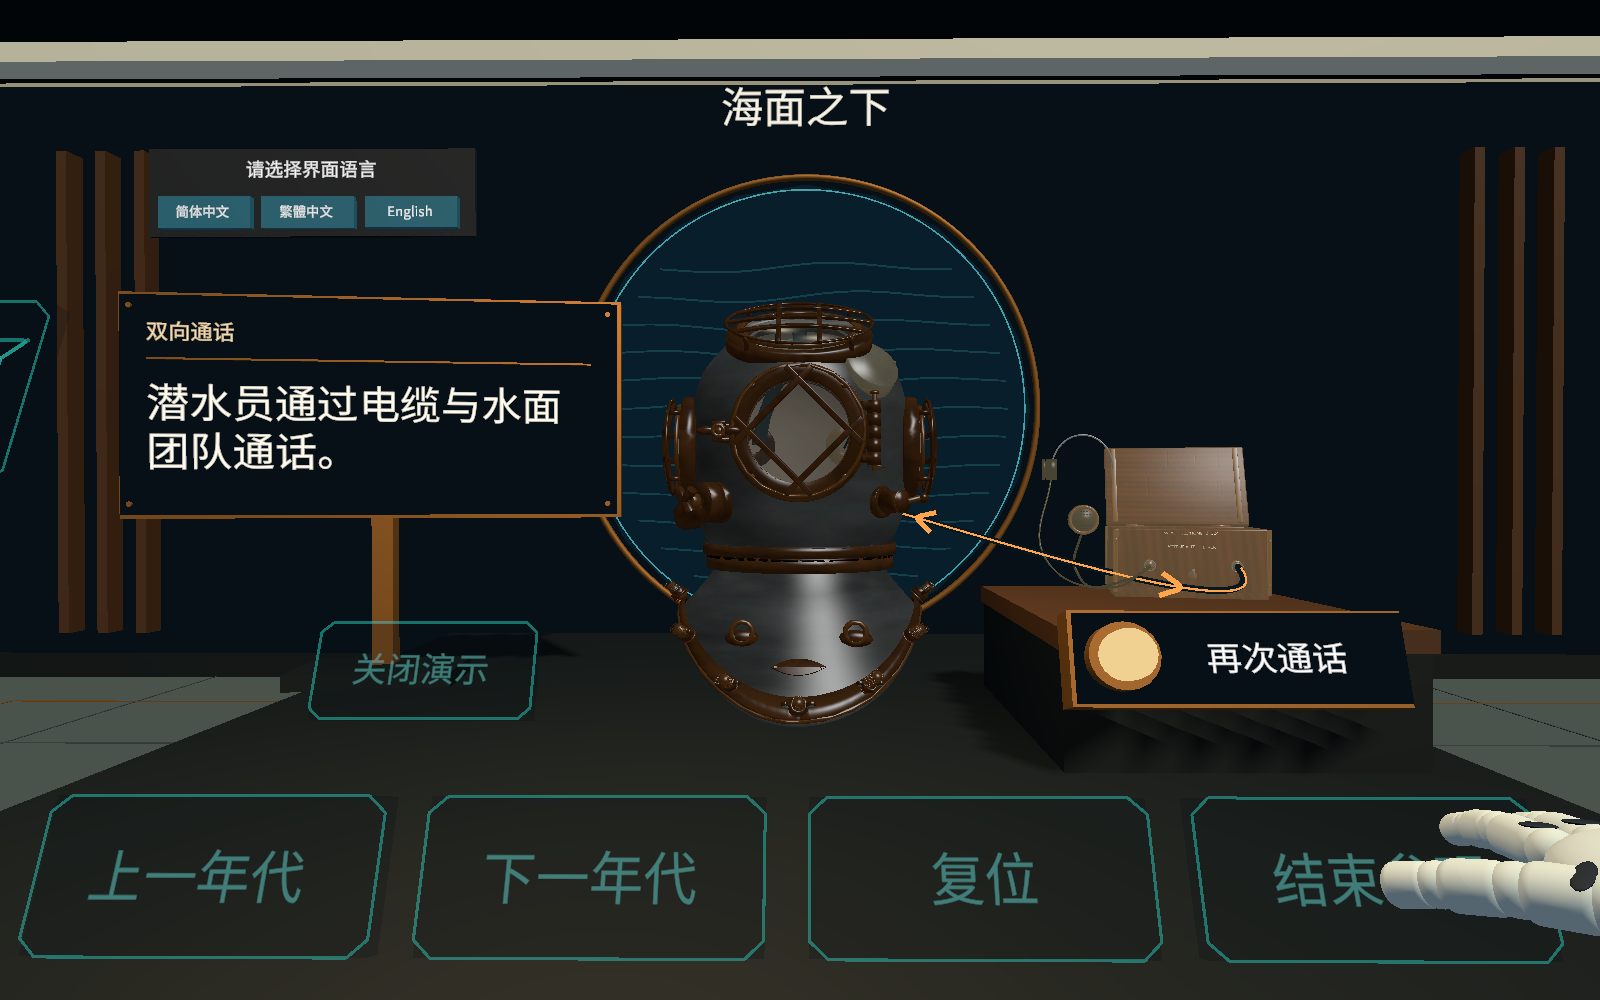 海面之下
请选择界面语言
简体中文
繁體中文
English
双向通话
潜水员通过电缆与水面
团队通话。
再次通话
关闭演示
上一年代
下一年代
复位
结束